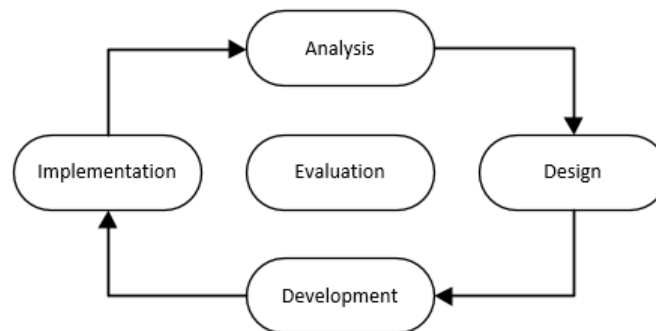 Analysis
Implementation
Evaluation
Design
Development